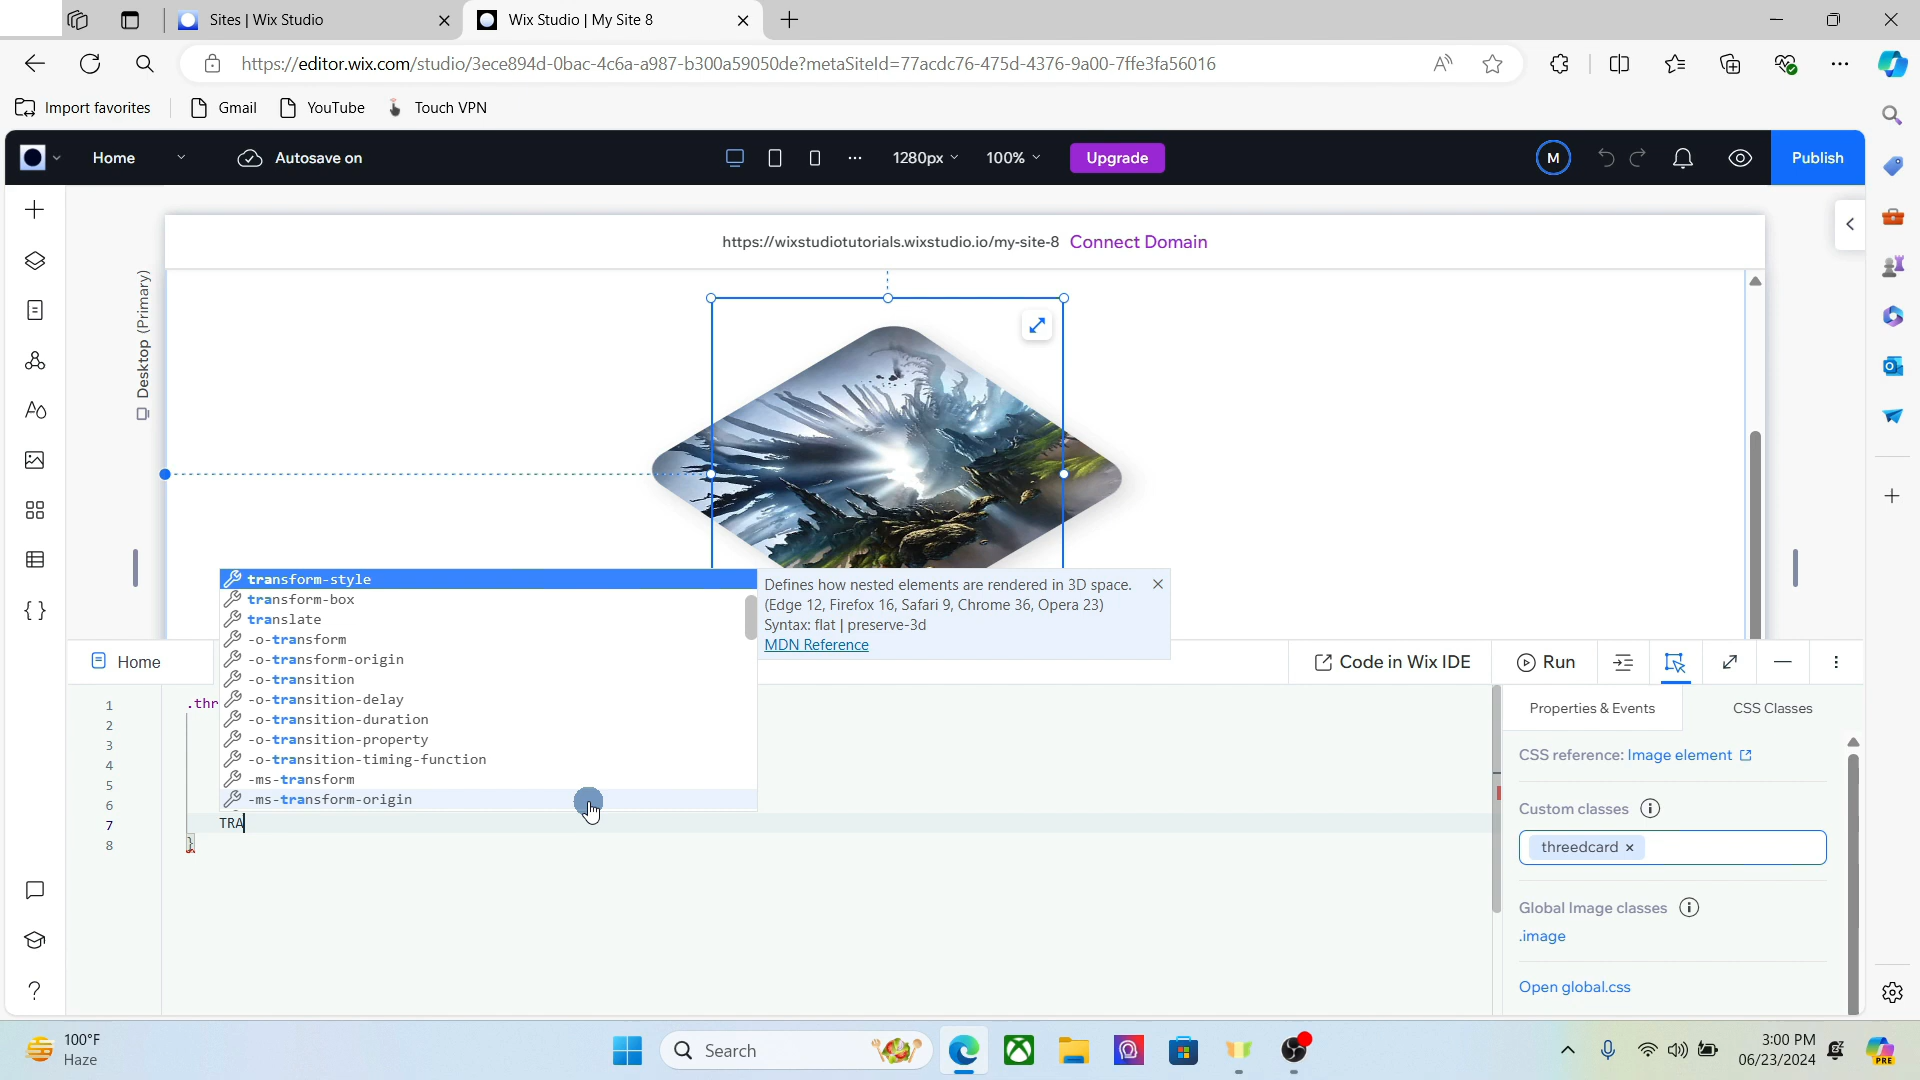 Sites | Wix Studio
Wix Studio | My Site 8
https://editor.wix.com/studio/3ece894d-0bac-4c6a-a987-b300a59050de?metaSiteId=77acdc76-475d-4376-9a00-7ffe3fa56016
Import favorites
Gmail
YouTube
Touch VPN
Home
Autosave on
1280px
100%
Upgrade
M
Publish
https://wixstudiotutorials.wixstudio.io/my-site-8 Connect Domain
Desktop (Primary)
transform-style
transform-box
translate
-o-transform
-o-transform-origin
-o-transition
-o-transition-delay
-o-transition-duration
-o-transition-property
-o-transition-timing-function
-ms-transform
-ms-transform-origin
Defines how nested elements are rendered in 3D space.
(Edge 12, Firefox 16, Safari 9, Chrome 36, Opera 23)
Syntax: flat | preserve-3d
MDN Reference
Home
Code in Wix IDE
Run
1 .thr
2
3
4
5
6
7 TRA
8 }
Properties & Events
CSS Classes
CSS reference: Image element
Custom classes
threedcard
Global Image classes
.image
Open global.css
100°F
Haze
Search
3:00 PM
06/23/2024
PRE